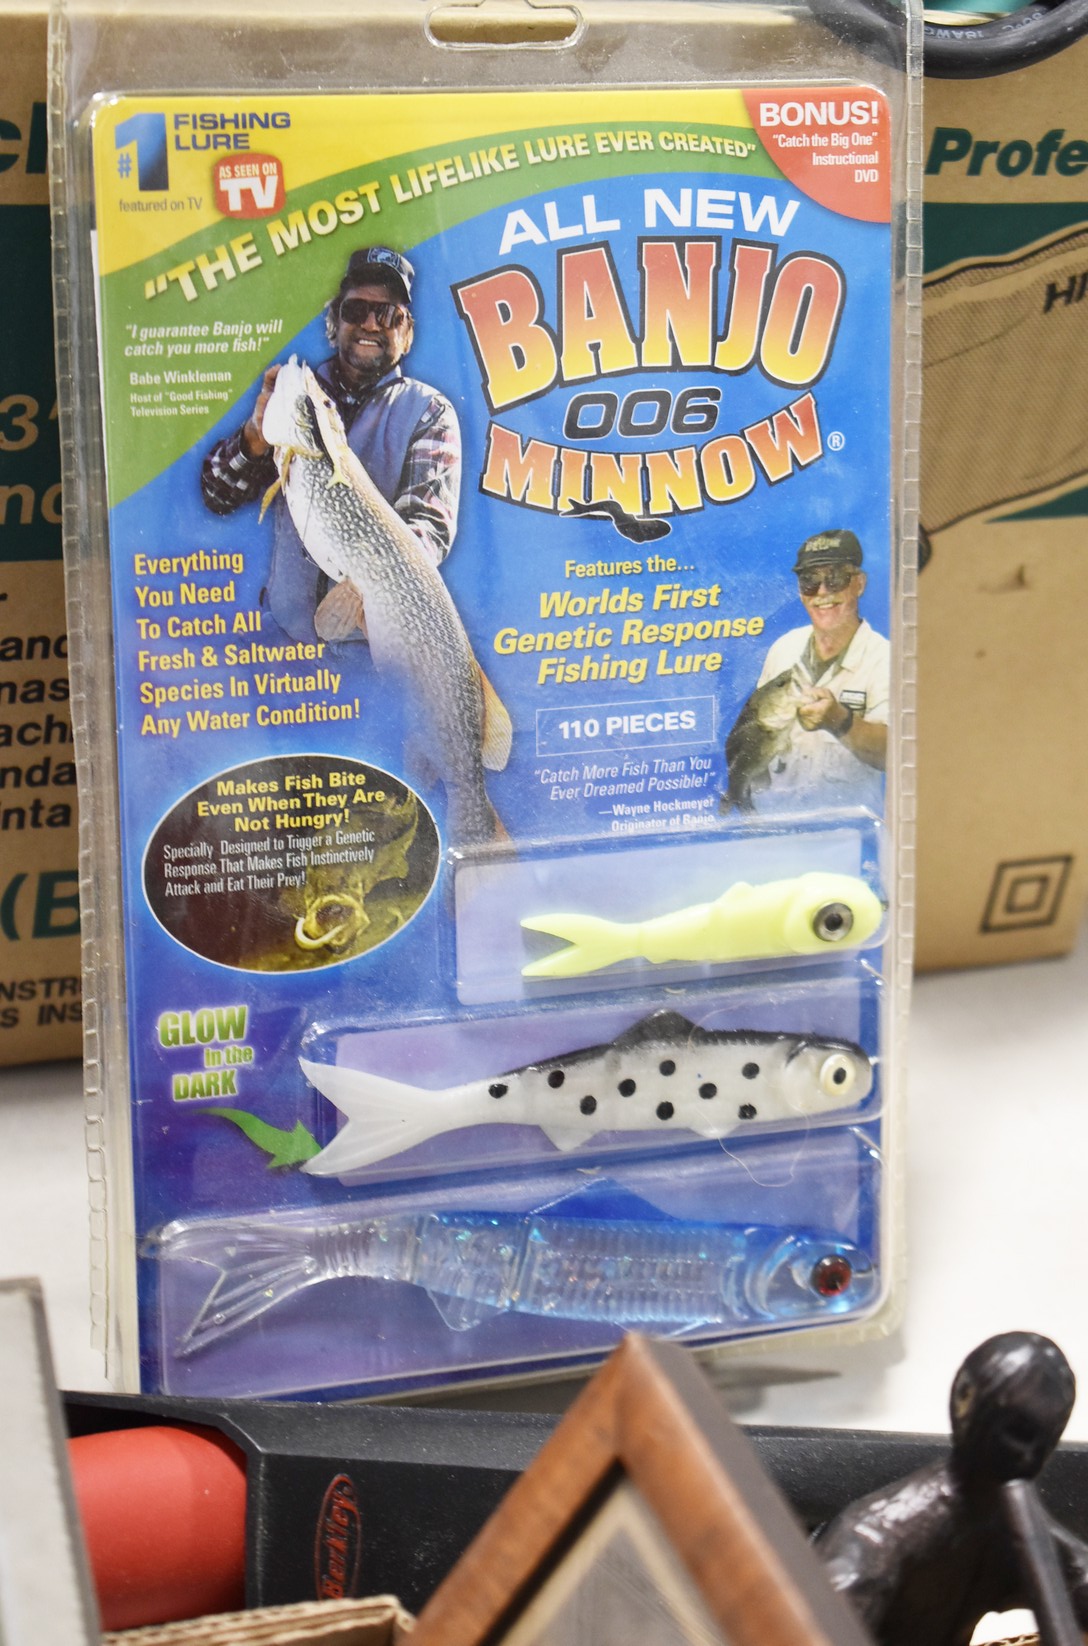 #1 FISHING
LURE
featured on TV
AS SEEN ON
TV
"THE MOST LIFELIKE LURE EVER CREATED"
BONUS!
"Catch the Big One"
Instructional
DVD
ALL NEW
BANJO
006
MINNOW®
"I guarantee Banjo will
catch you more fish!"
Babe Winkleman
Host of "Good Fishing"
Television Series
Everything
You Need
To Catch All
Fresh & Saltwater
Species In Virtually
Any Water Condition!
Features the...
Worlds First
Genetic Response
Fishing Lure
110 PIECES
"Catch More Fish Than You
Ever Dreamed Possible!"
—Wayne Hockmeyer
Originator of Banjo
Makes Fish Bite
Even When They Are
Not Hungry!
Specially Designed to Trigger a Genetic
Response That Makes Fish Instinctively
Attack and Eat Their Prey!
GLOW
in the
DARK
Profe
HI
18AWG
3
(B
Berkley